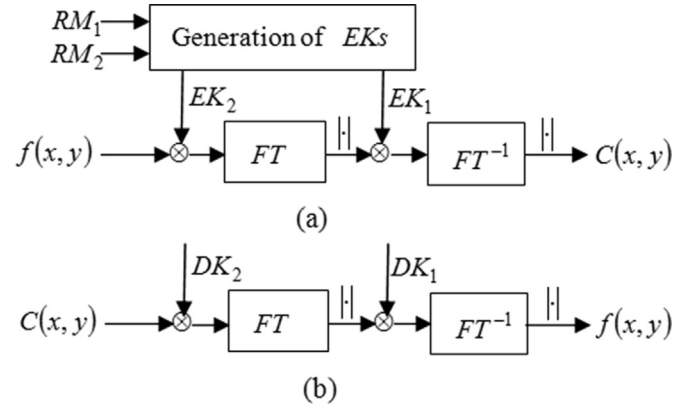 RM₁
RM₂
Generation of EKs
EK₂
EK₁
f(x, y)
⊗
FT
|·|
⊗
FT⁻¹
|·|
C(x, y)
(a)
DK₂
DK₁
C(x, y)
⊗
FT
|·|
⊗
FT⁻¹
|·|
f(x, y)
(b)